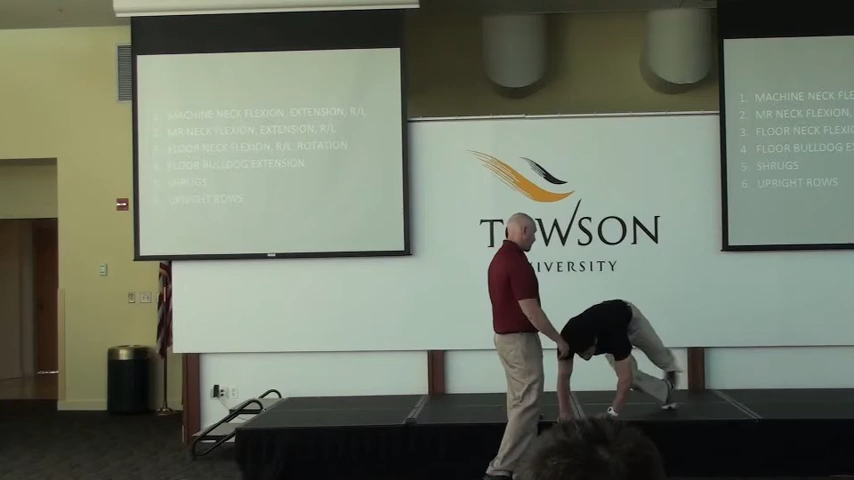 MACHINE NECK FLEXION, EXTENSION, R/L
MR NECK FLEXION, EXTENSION, R/L
FLOOR NECK FLEXION, R/L ROTATION
FLOOR BULLDOG EXTENSION
SHRUGS
UPRIGHT ROWS
TOWSON
UNIVERSITY
1. MACHINE NECK FLE
2. MR NECK FLEXION,
3. FLOOR NECK FLEXION
4. FLOOR BULLDOG EX
5. SHRUGS
6. UPRIGHT ROWS